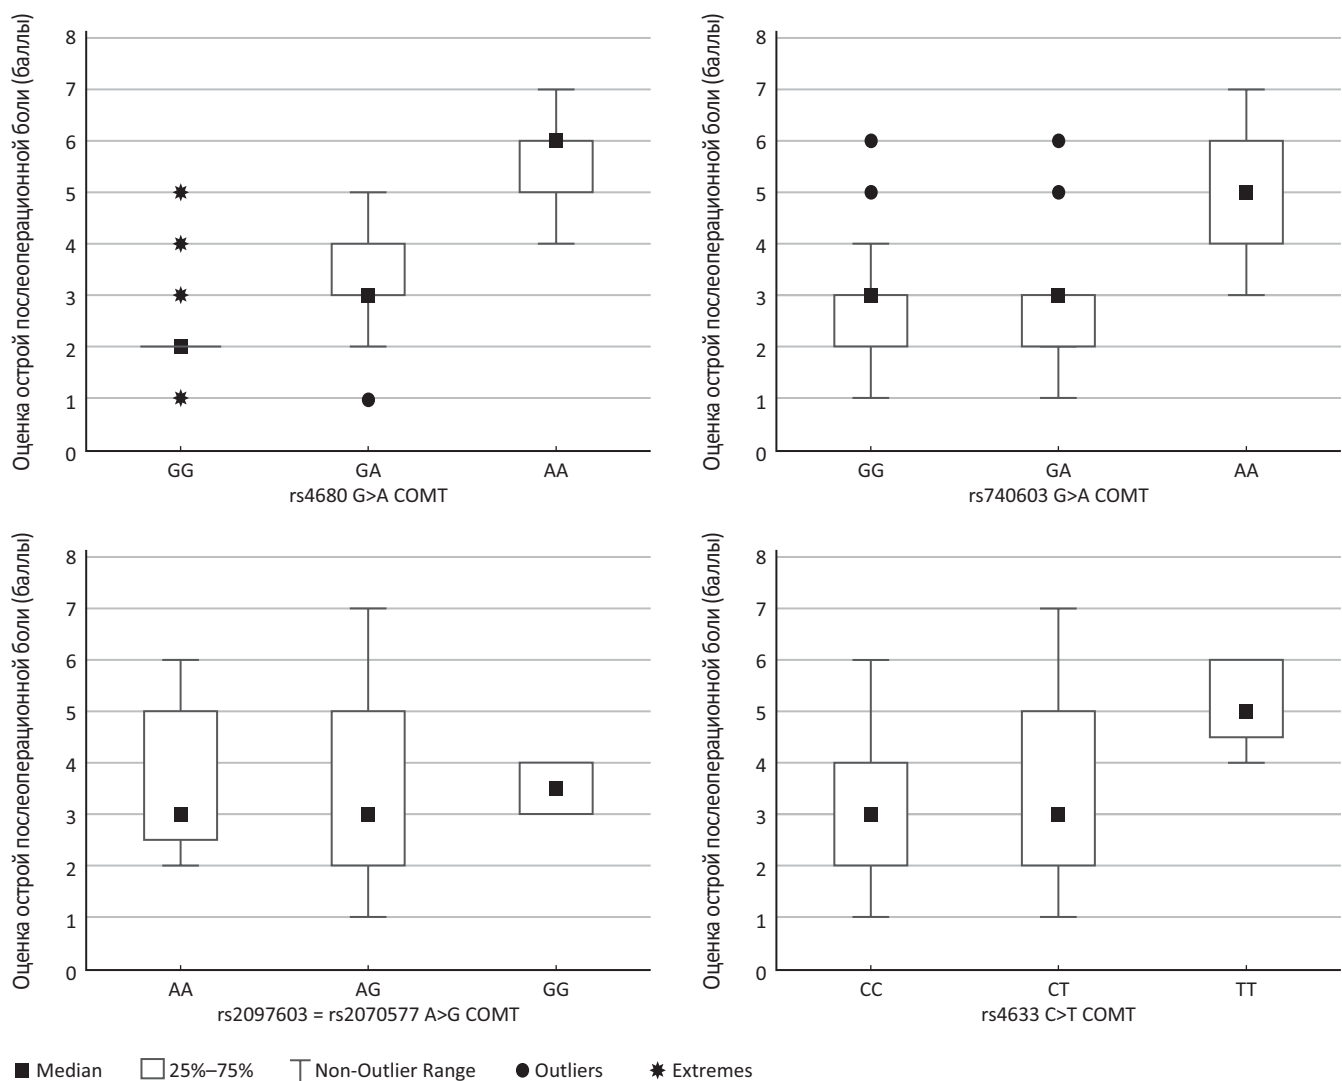 Оценка острой послеоперационной боли (баллы)
8
7
6
5
4
3
2
1
0
GG GA AA
rs4680 G>A COMT
Оценка острой послеоперационной боли (баллы)
8
7
6
5
4
3
2
1
0
GG GA AA
rs740603 G>A COMT
Оценка острой послеоперационной боли (баллы)
8
7
6
5
4
3
2
1
0
AA AG GG
rs2097603 = rs2070577 A>G COMT
Оценка острой послеоперационной боли (баллы)
8
7
6
5
4
3
2
1
0
CC CT TT
rs4633 C>T COMT
Median 25%–75% Non-Outlier Range Outliers Extremes